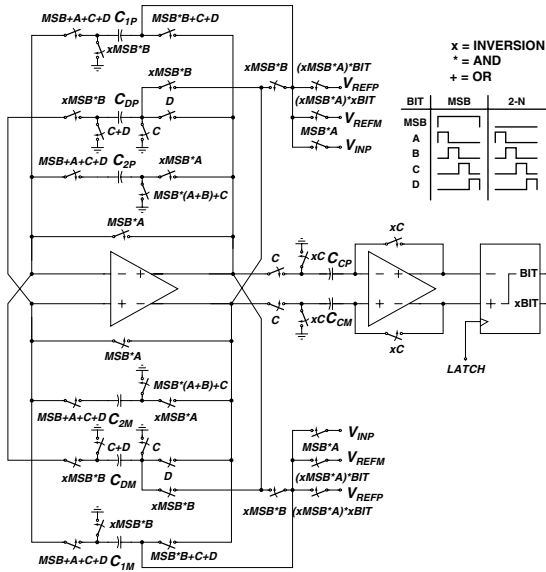 MSB+A+C+D C1P MSB*B+C+D
xMSB*B
xMSB*B
xMSB*B (xMSB*A)*BIT
VREFP
(xMSB*A)*xBIT
VREFM
MSB*A
VINP
x = INVERSION
* = AND
+ = OR
BIT MSB 2-N
MSB
A
B
C
D
xMSB*B CDP D
C+D C
MSB+A+C+D C2P xMSB*A
MSB*(A+B)+C
MSB*A
C xC CCP xC
− + − + − BIT
+ − + − + xBIT
C xC CCM xC
LATCH
MSB*A
MSB*(A+B)+C
MSB+A+C+D C2M xMSB*A
C+D C
xMSB*B CDM D
xMSB*B
VINP
MSB*A
VREFM
(xMSB*A)*BIT
VREFP
xMSB*B (xMSB*A)*xBIT
xMSB*B
MSB+A+C+D C1M MSB*B+C+D